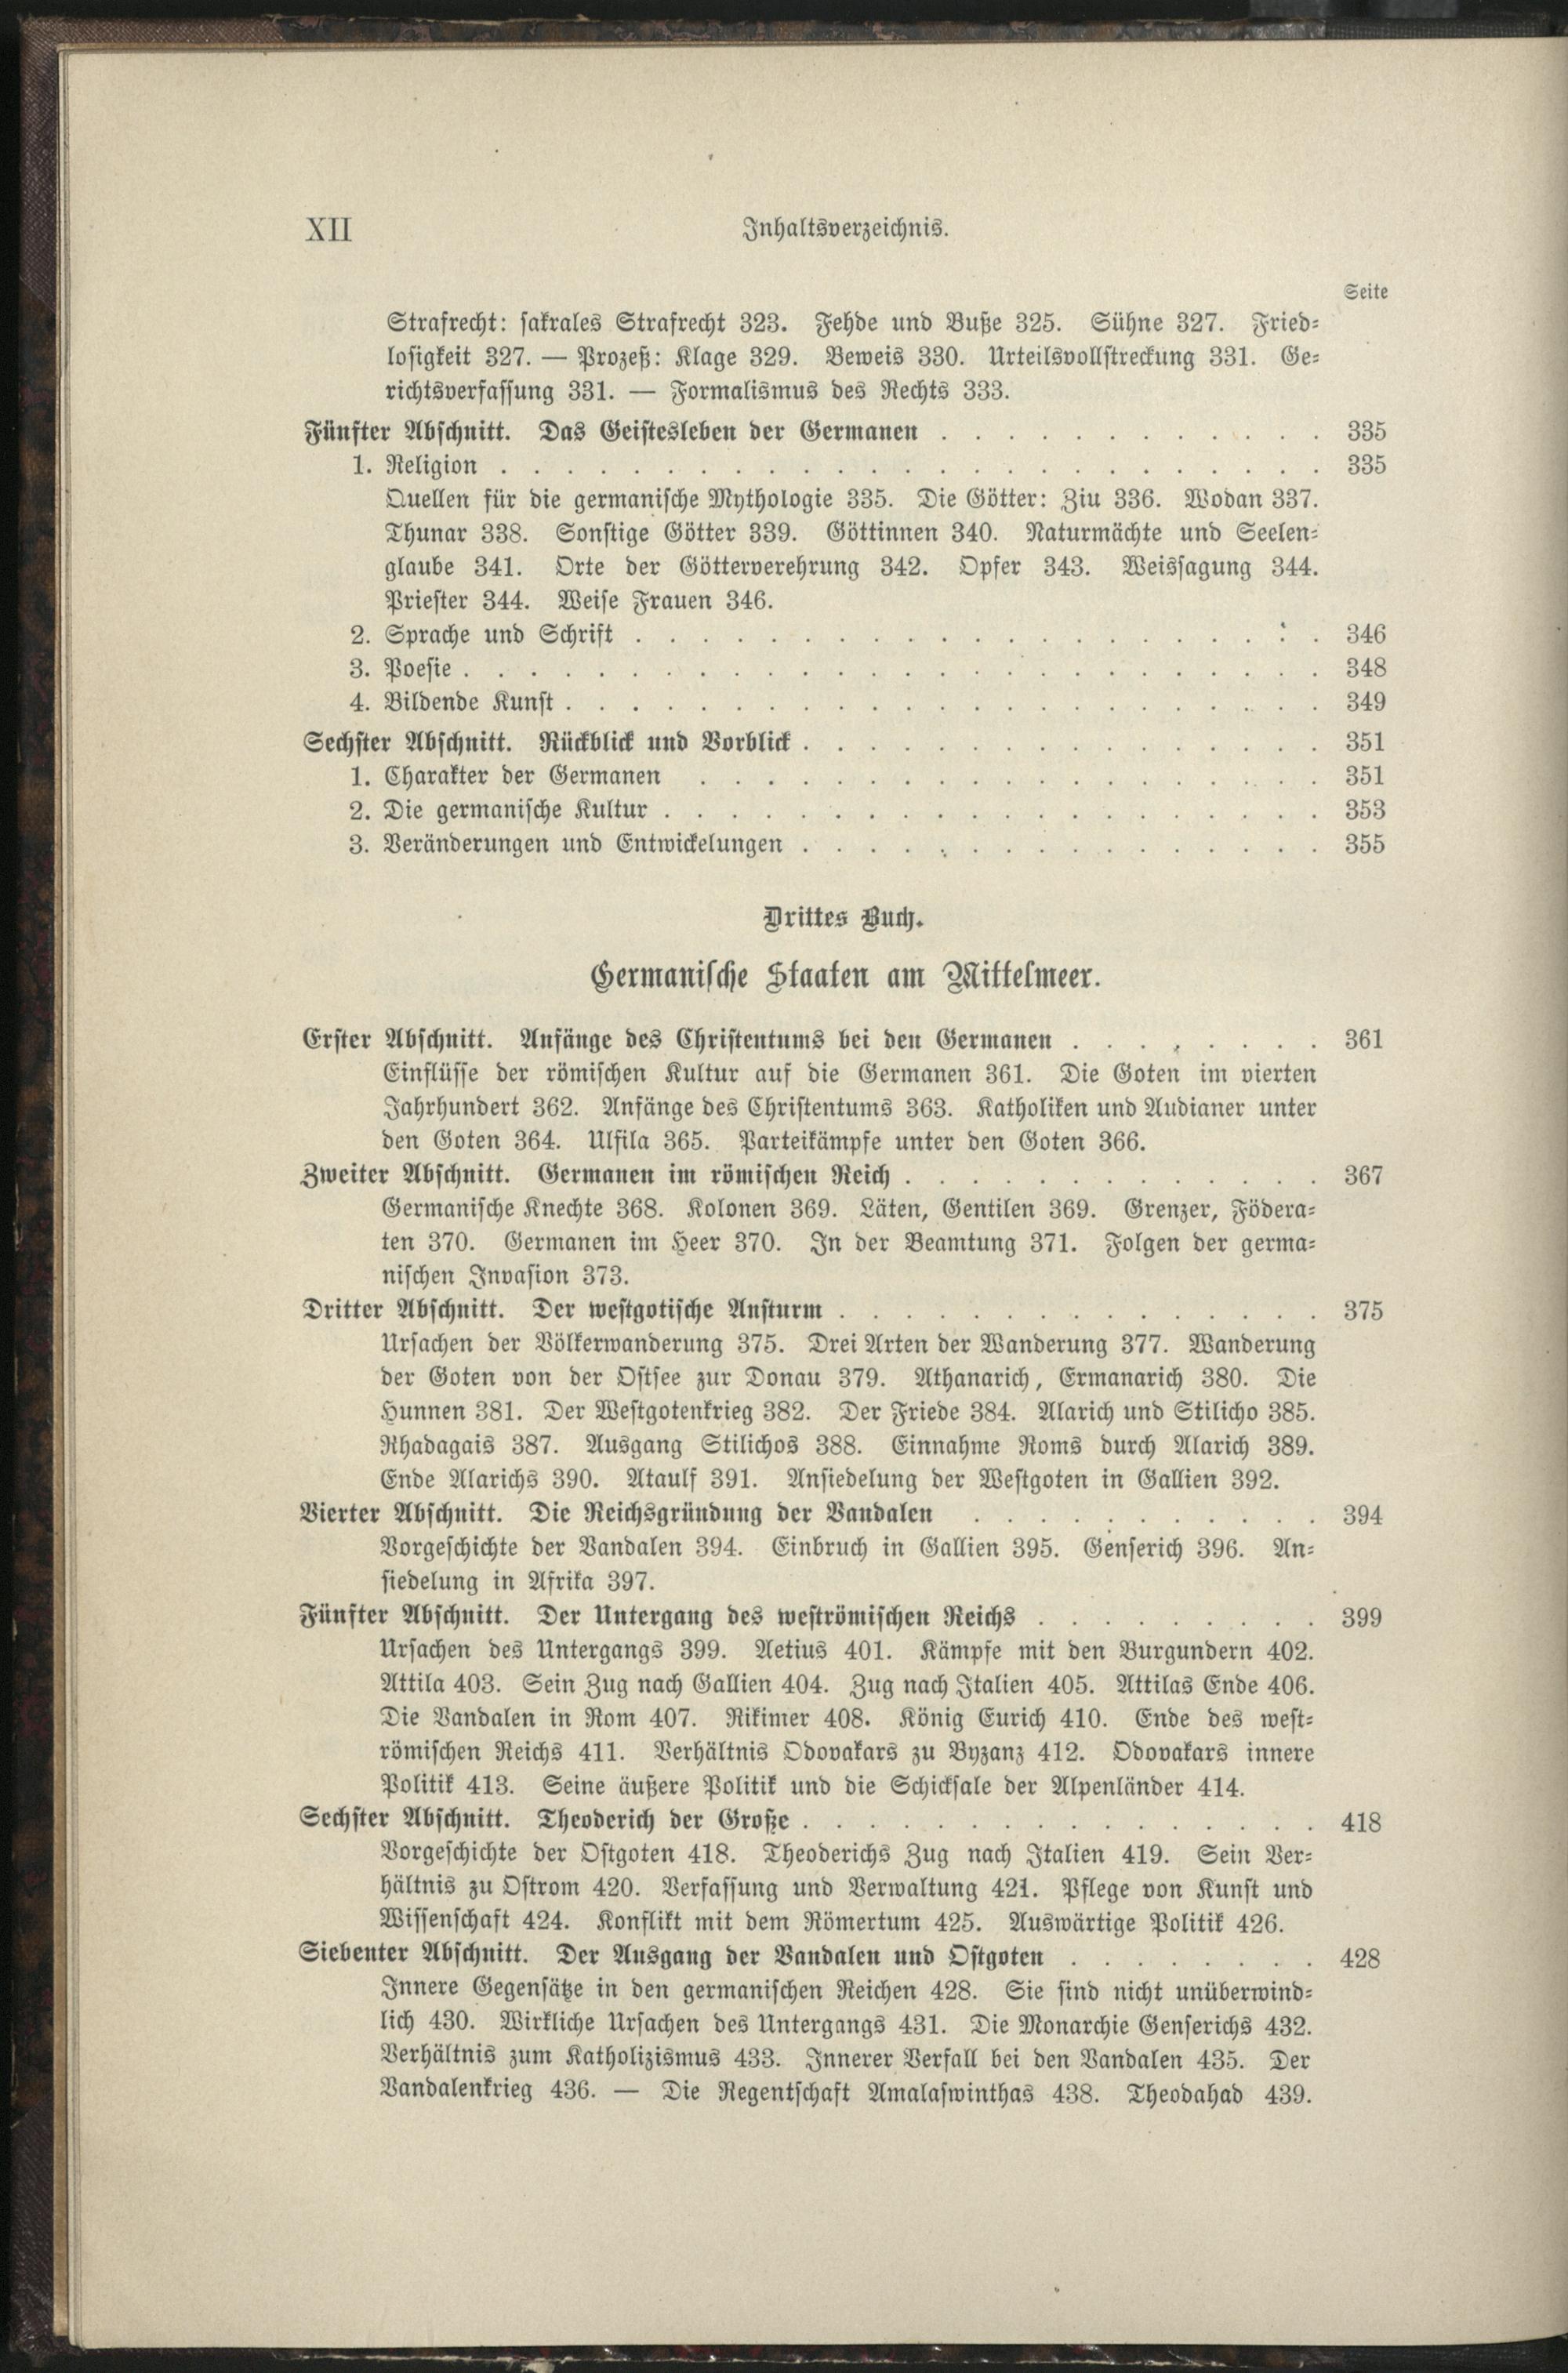 XII
Inhaltsverzeichnis.
Seite
Strafrecht: sakrales Strafrecht 323. Fehde und Buße 325. Sühne 327. Fried-
losigkeit 327. — Prozeß: Klage 329. Beweis 330. Urteilsvollstreckung 331. Ge-
richtsverfassung 331. — Formalismus des Rechts 333.
Fünfter Abschnitt. Das Geistesleben der Germanen . . . . . . . . . . . . 335
1. Religion . . . . . . . . . . . . . . . . . . . . . . . . . 335
Quellen für die germanische Mythologie 335. Die Götter: Ziu 336. Wodan 337.
Thunar 338. Sonstige Götter 339. Göttinnen 340. Naturmächte und Seelen-
glaube 341. Orte der Götterverehrung 342. Opfer 343. Weissagung 344.
Priester 344. Weise Frauen 346.
2. Sprache und Schrift . . . . . . . . . . . . . . . . . . . . . 346
3. Poesie . . . . . . . . . . . . . . . . . . . . . . . . . . 348
4. Bildende Kunst . . . . . . . . . . . . . . . . . . . . . . . 349
Sechster Abschnitt. Rückblick und Vorblick . . . . . . . . . . . . . . . . 351
1. Charakter der Germanen . . . . . . . . . . . . . . . . . . . 351
2. Die germanische Kultur . . . . . . . . . . . . . . . . . . . . 353
3. Veränderungen und Entwickelungen . . . . . . . . . . . . . . . . 355
Drittes Buch.
Germanische Staaten am Mittelmeer.
Erster Abschnitt. Anfänge des Christentums bei den Germanen . . . . . . . . 361
Einflüsse der römischen Kultur auf die Germanen 361. Die Goten im vierten
Jahrhundert 362. Anfänge des Christentums 363. Katholiken und Audianer unter
den Goten 364. Ulfila 365. Parteikämpfe unter den Goten 366.
Zweiter Abschnitt. Germanen im römischen Reich . . . . . . . . . . . . . 367
Germanische Knechte 368. Kolonen 369. Läten, Gentilen 369. Grenzer, Födera-
ten 370. Germanen im Heer 370. In der Beamtung 371. Folgen der germa-
nischen Invasion 373.
Dritter Abschnitt. Der westgotische Ansturm . . . . . . . . . . . . . . . 375
Ursachen der Völkerwanderung 375. Drei Arten der Wanderung 377. Wanderung
der Goten von der Ostsee zur Donau 379. Athanarich, Ermanarich 380. Die
Hunnen 381. Der Westgotenkrieg 382. Der Friede 384. Alarich und Stilicho 385.
Rhadagais 387. Ausgang Stilichos 388. Einnahme Roms durch Alarich 389.
Ende Alarichs 390. Ataulf 391. Ansiedelung der Westgoten in Gallien 392.
Vierter Abschnitt. Die Reichsgründung der Vandalen . . . . . . . . . . . 394
Vorgeschichte der Vandalen 394. Einbruch in Gallien 395. Genserich 396. An-
siedelung in Afrika 397.
Fünfter Abschnitt. Der Untergang des weströmischen Reichs . . . . . . . . . 399
Ursachen des Untergangs 399. Aetius 401. Kämpfe mit den Burgundern 402.
Attila 403. Sein Zug nach Gallien 404. Zug nach Italien 405. Attilas Ende 406.
Die Vandalen in Rom 407. Rikimer 408. König Eurich 410. Ende des west-
römischen Reichs 411. Verhältnis Odovakars zu Byzanz 412. Odovakars innere
Politik 413. Seine äußere Politik und die Schicksale der Alpenländer 414.
Sechster Abschnitt. Theoderich der Große . . . . . . . . . . . . . . . . 418
Vorgeschichte der Ostgoten 418. Theoderichs Zug nach Italien 419. Sein Ver-
hältnis zu Ostrom 420. Verfassung und Verwaltung 421. Pflege von Kunst und
Wissenschaft 424. Konflikt mit dem Römertum 425. Auswärtige Politik 426.
Siebenter Abschnitt. Der Ausgang der Vandalen und Ostgoten . . . . . . . . 428
Innere Gegensätze in den germanischen Reichen 428. Sie sind nicht unüberwind-
lich 430. Wirkliche Ursachen des Untergangs 431. Die Monarchie Genserichs 432.
Verhältnis zum Katholizismus 433. Innerer Verfall bei den Vandalen 435. Der
Vandalenkrieg 436. — Die Regentschaft Amalaswinthas 438. Theodahad 439.